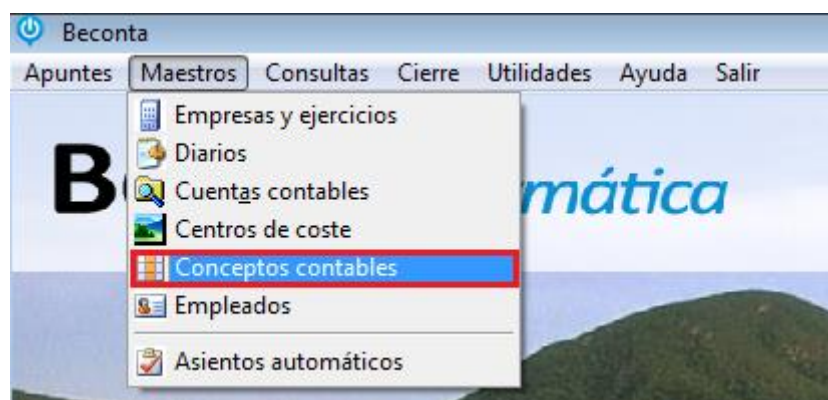 Beconta
Apuntes Maestros Consultas Cierre Utilidades Ayuda Salir
Empresas y ejercicios
Diarios
Cuentas contables
Centros de coste
Conceptos contables
Empleados
Asientos automáticos